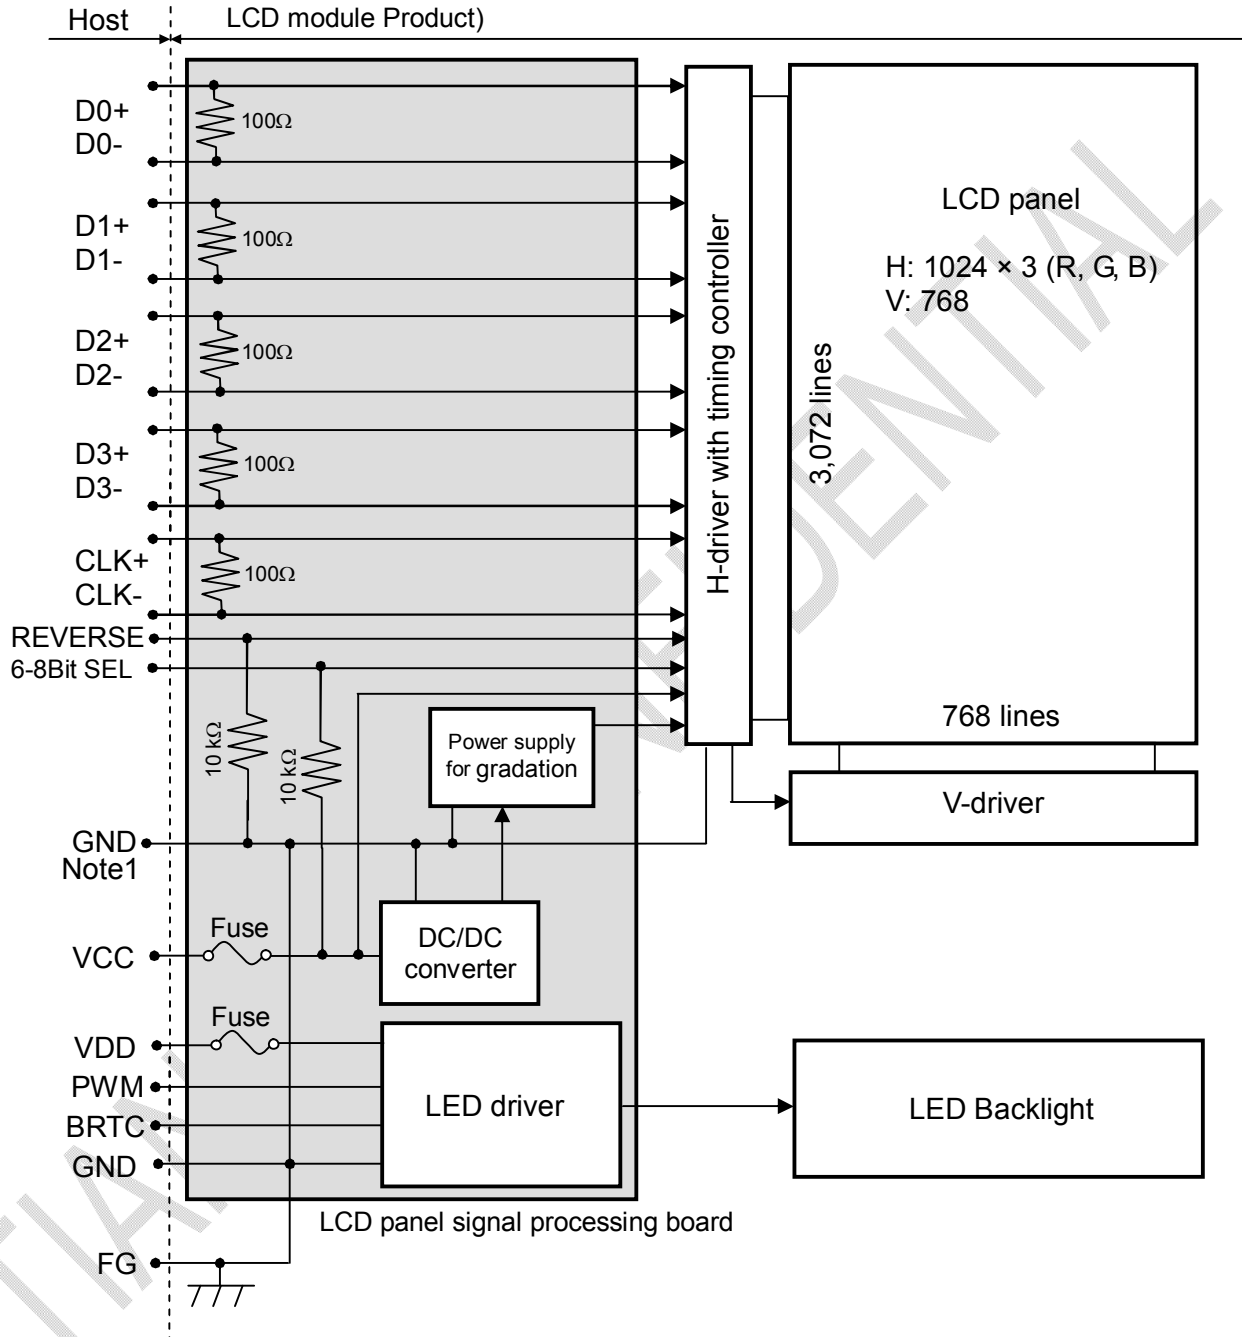 Host
LCD module Product)
D0+
D0-
100Ω
D1+
D1-
100Ω
D2+
D2-
100Ω
D3+
D3-
100Ω
CLK+
CLK-
100Ω
REVERSE
6-8Bit SEL
10 kΩ
10 kΩ
Power supply
for gradation
H-driver with timing controller
LCD panel
H: 1024 × 3 (R, G, B)
V: 768
3,072 lines
768 lines
V-driver
GND
Note1
Fuse
VCC
DC/DC
converter
Fuse
VDD
PWM
BRTC
GND
LED driver
LED Backlight
LCD panel signal processing board
FG